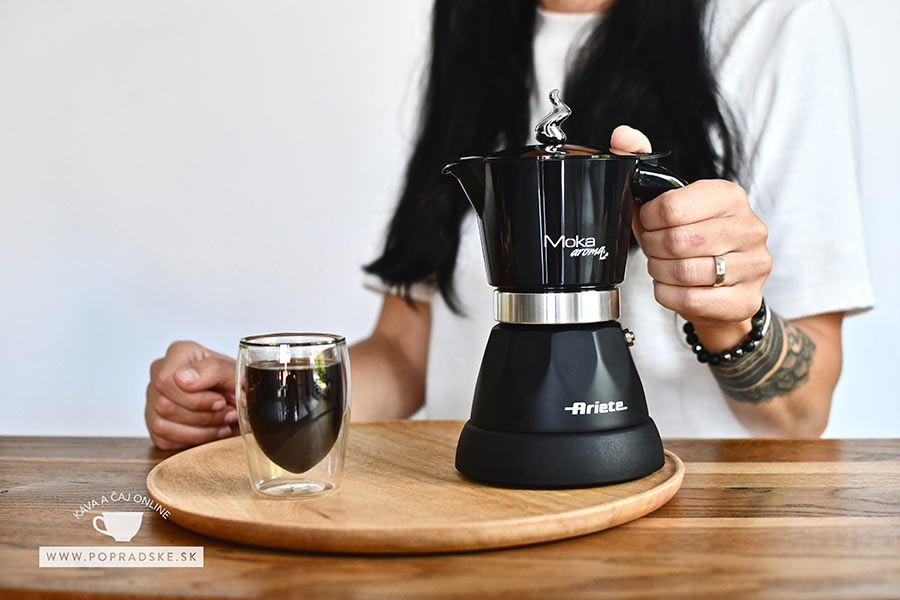 Moka
aroma
Ariete
KÁVA A ČAJ ONLINE
WWW.POPRADSKE.SK